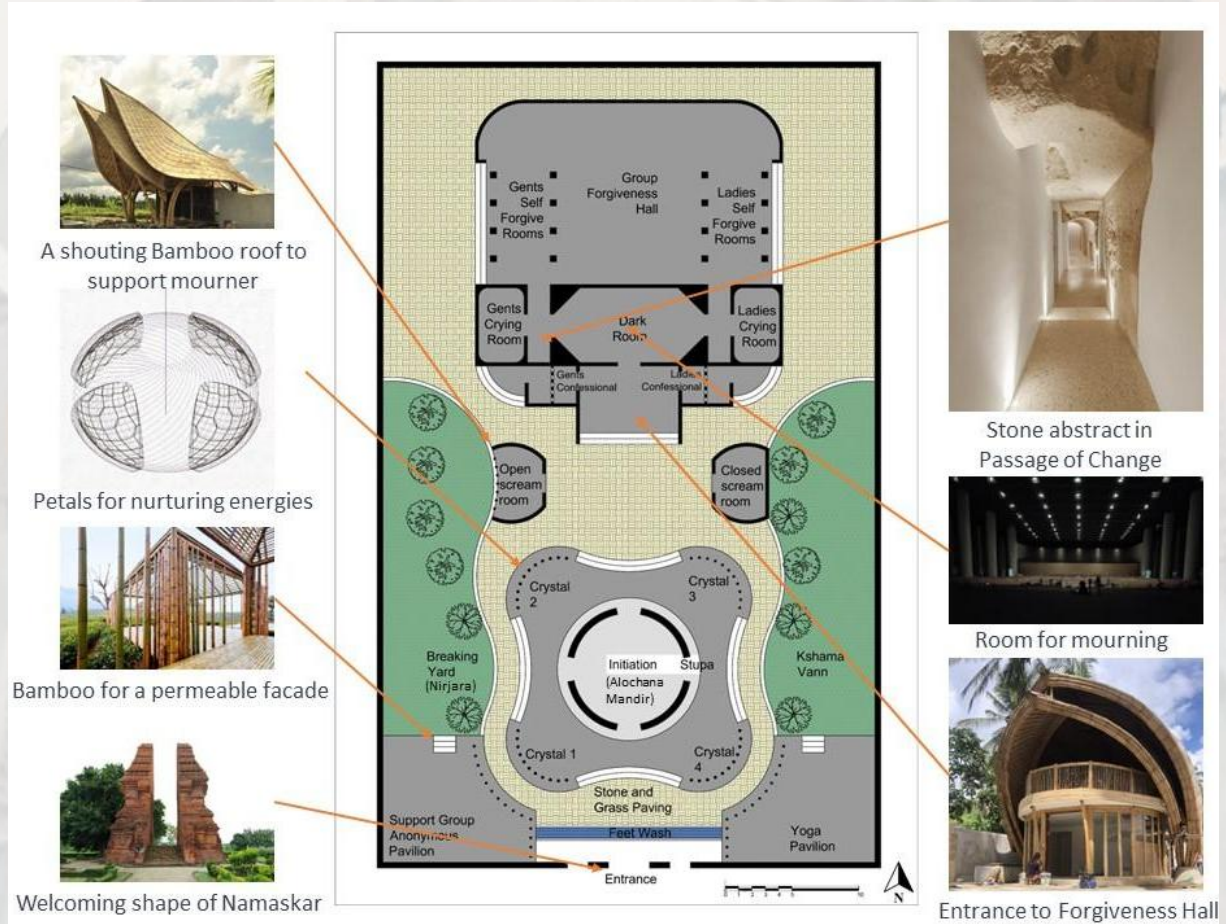 A shouting Bamboo roof to
support mourner
Petals for nurturing energies
Bamboo for a permeable facade
Welcoming shape of Namaskar
Gents
Self
Forgive
Rooms
Group
Forgiveness
Hall
Ladies
Self
Forgive
Rooms
Gents
Crying
Room
Dark
Room
Ladies
Crying
Room
Gents
Confessional
Ladies
Confessional
Open
scream
room
Closed
scream
room
Crystal
2
Crystal
3
Breaking
Yard
(Nirjara)
Initiation Stupa
(Alochana
Mandir)
Kshama
Vann
Crystal 1
Crystal
4
Stone and
Grass Paving
Support Group
Anonymous
Pavilion
Feet Wash
Yoga
Pavilion
Entrance
N
Stone abstract in
Passage of Change
Room for mourning
Entrance to Forgiveness Hall